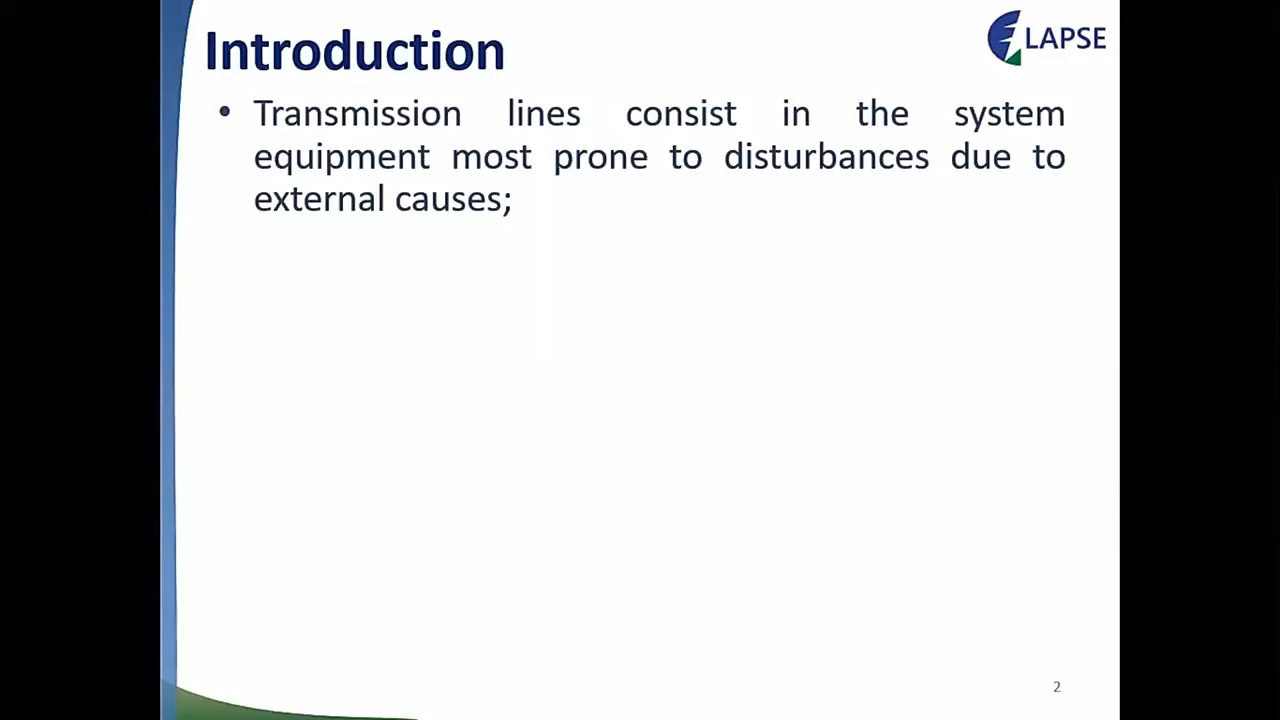 Introduction
LAPSE
• Transmission lines consist in the system
equipment most prone to disturbances due to
external causes;
2